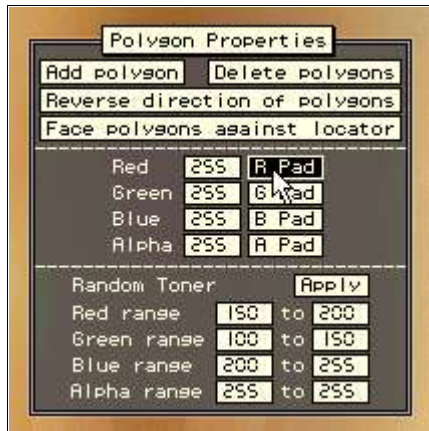 Polygon Properties
Add polygon Delete polygons
Reverse direction of polygons
Face polygons against locator
Red 255 R Pad
Green 255 G Pad
Blue 255 B Pad
Alpha 255 A Pad
Random Toner Apply
Red range 150 to 200
Green range 100 to 150
Blue range 200 to 255
Alpha range 255 to 255